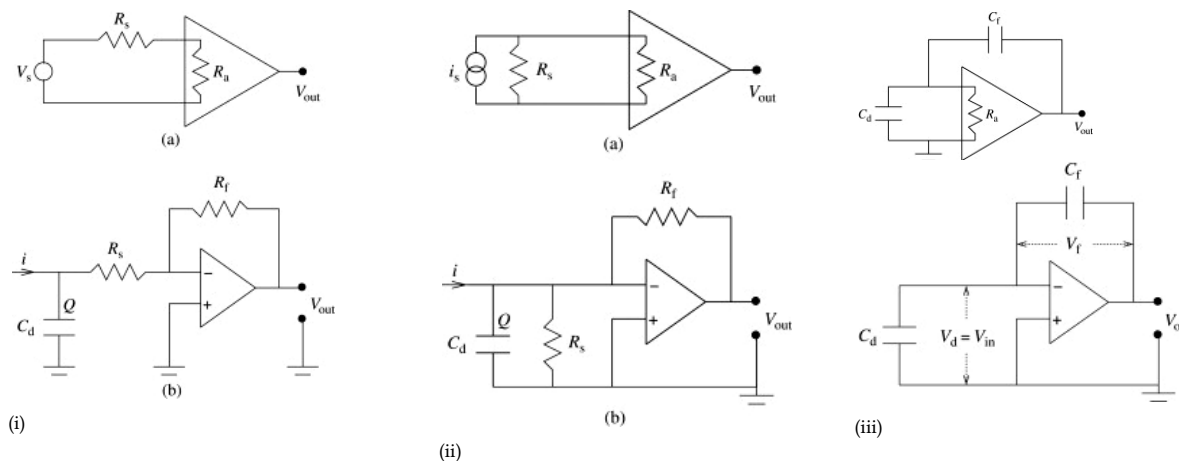 R_s
V_s
R_a
V_out
(a)
R_f
i
R_s
Q
C_d
−
+
V_out
(b)
(i)
i_s
R_s
R_a
V_out
(a)
R_f
i
Q
C_d
R_s
−
+
V_out
(b)
(ii)
C_f
C_d
R_a
V_out
C_f
V_f
−
+
C_d
V_d = V_in
V_o
(iii)